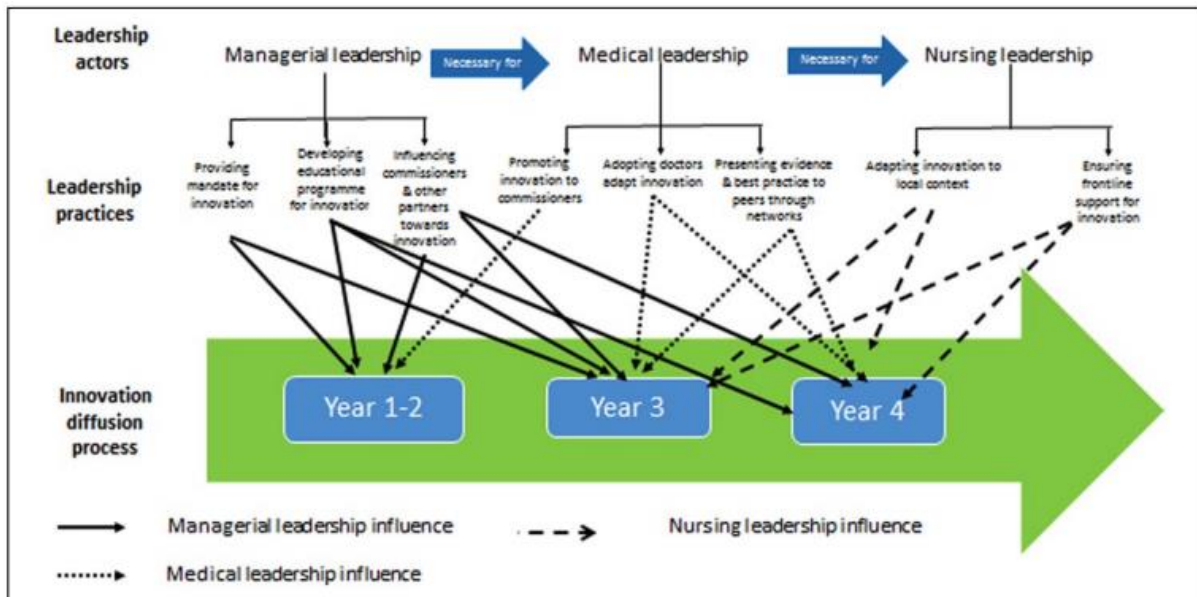 Leadership
actors
Managerial leadership
Necessary for
Medical leadership
Necessary for
Nursing leadership
Leadership
practices
Providing
mandate for
innovation
Developing
educational
programme
for innovation
Influencing
commissioners
& other
partners
towards
innovation
Promoting
innovation to
commissioners
Adopting doctors
adapt innovation
Presenting evidence
& best practice to
peers through
networks
Adapting innovation to
local context
Ensuring
frontline
support for
innovation
Innovation
diffusion
process
Year 1-2
Year 3
Year 4
Managerial leadership influence
Nursing leadership influence
Medical leadership influence